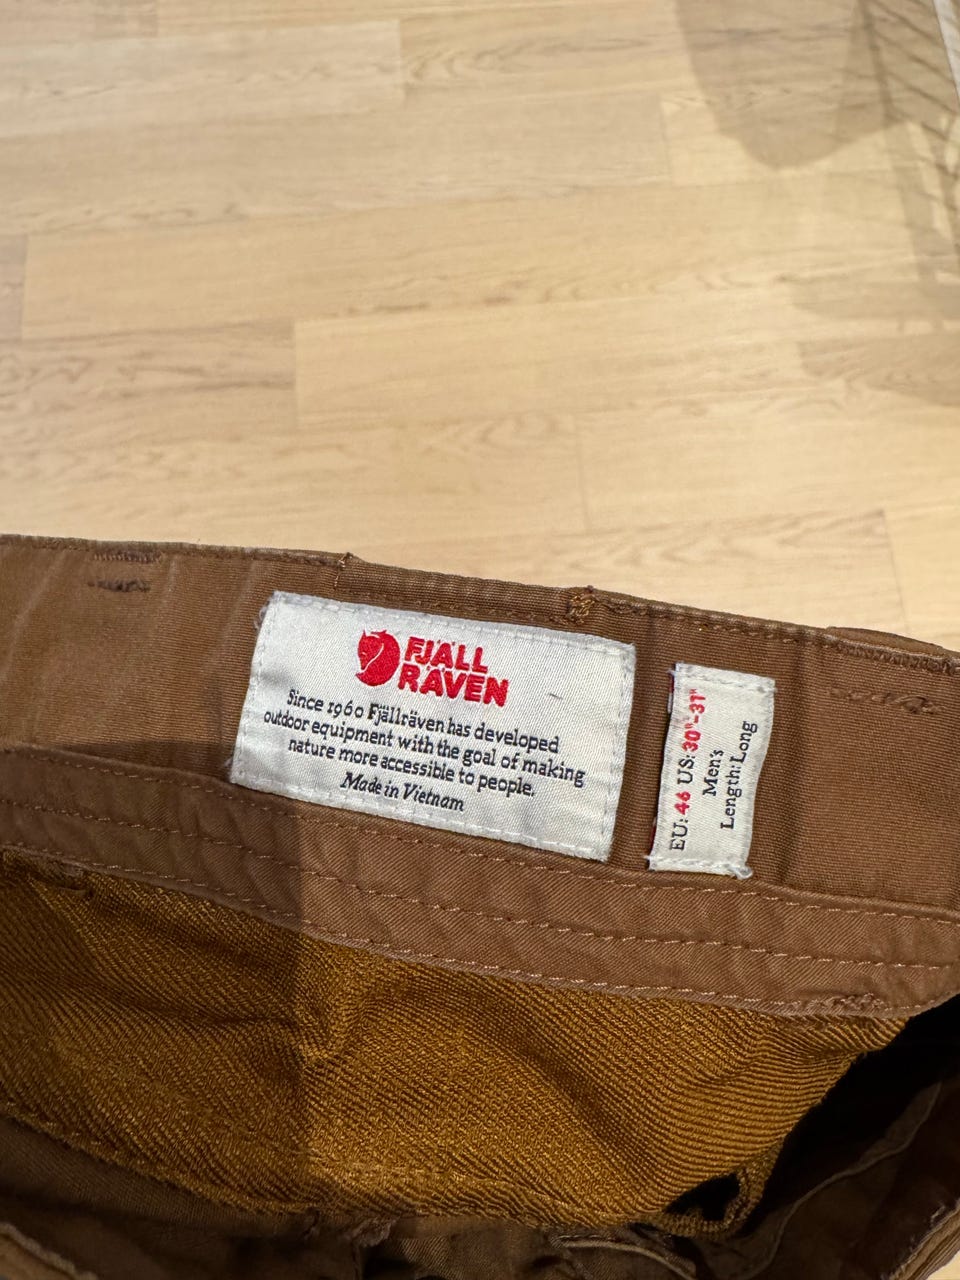 FJÄLL
RÄVEN
Since 1960 Fjällräven has developed
outdoor equipment with the goal of making
nature more accessible to people.
Made in Vietnam
EU: 46 US: 30"-31"
Men's
Length: Long